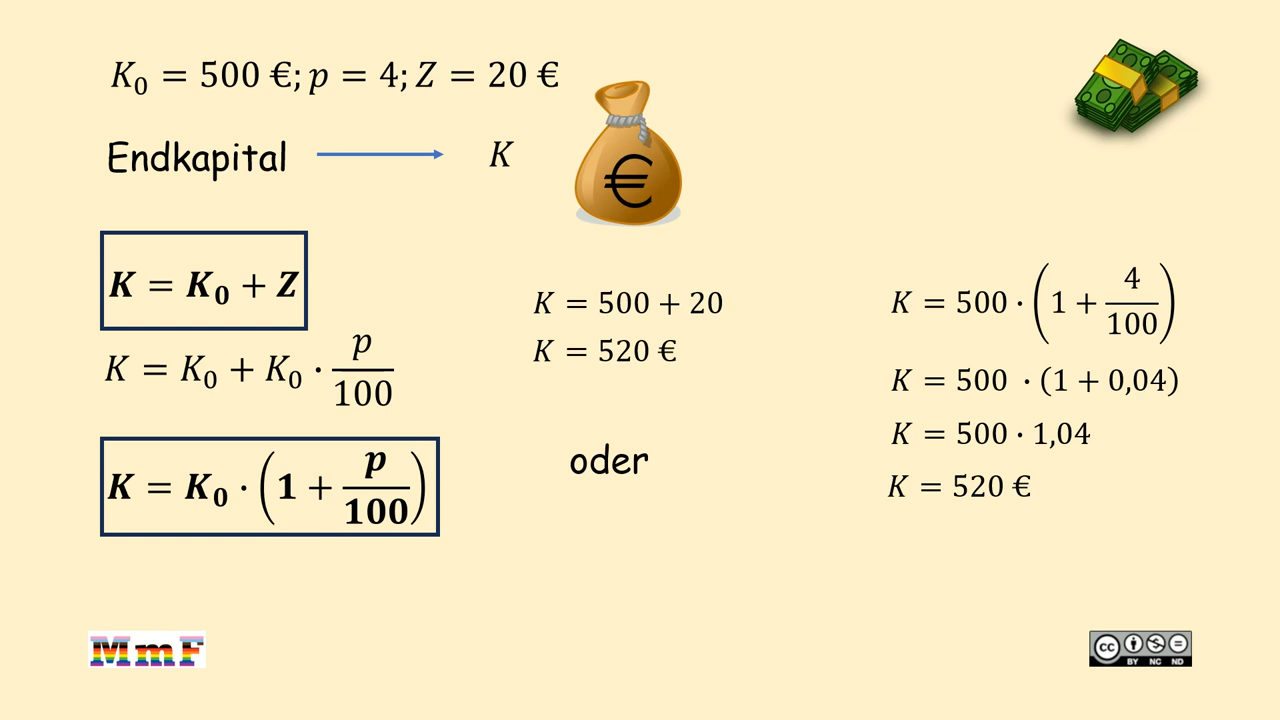 K₀ = 500 €; p = 4; Z = 20 €
Endkapital K
€
K = K₀ + Z
K = K₀ + K₀ · p/100
K = K₀ · (1 + p/100)
K = 500 + 20
K = 520 €
oder
K = 500 · (1 + 4/100)
K = 500 · (1 + 0,04)
K = 500 · 1,04
K = 520 €
MmF
cc BY NC ND